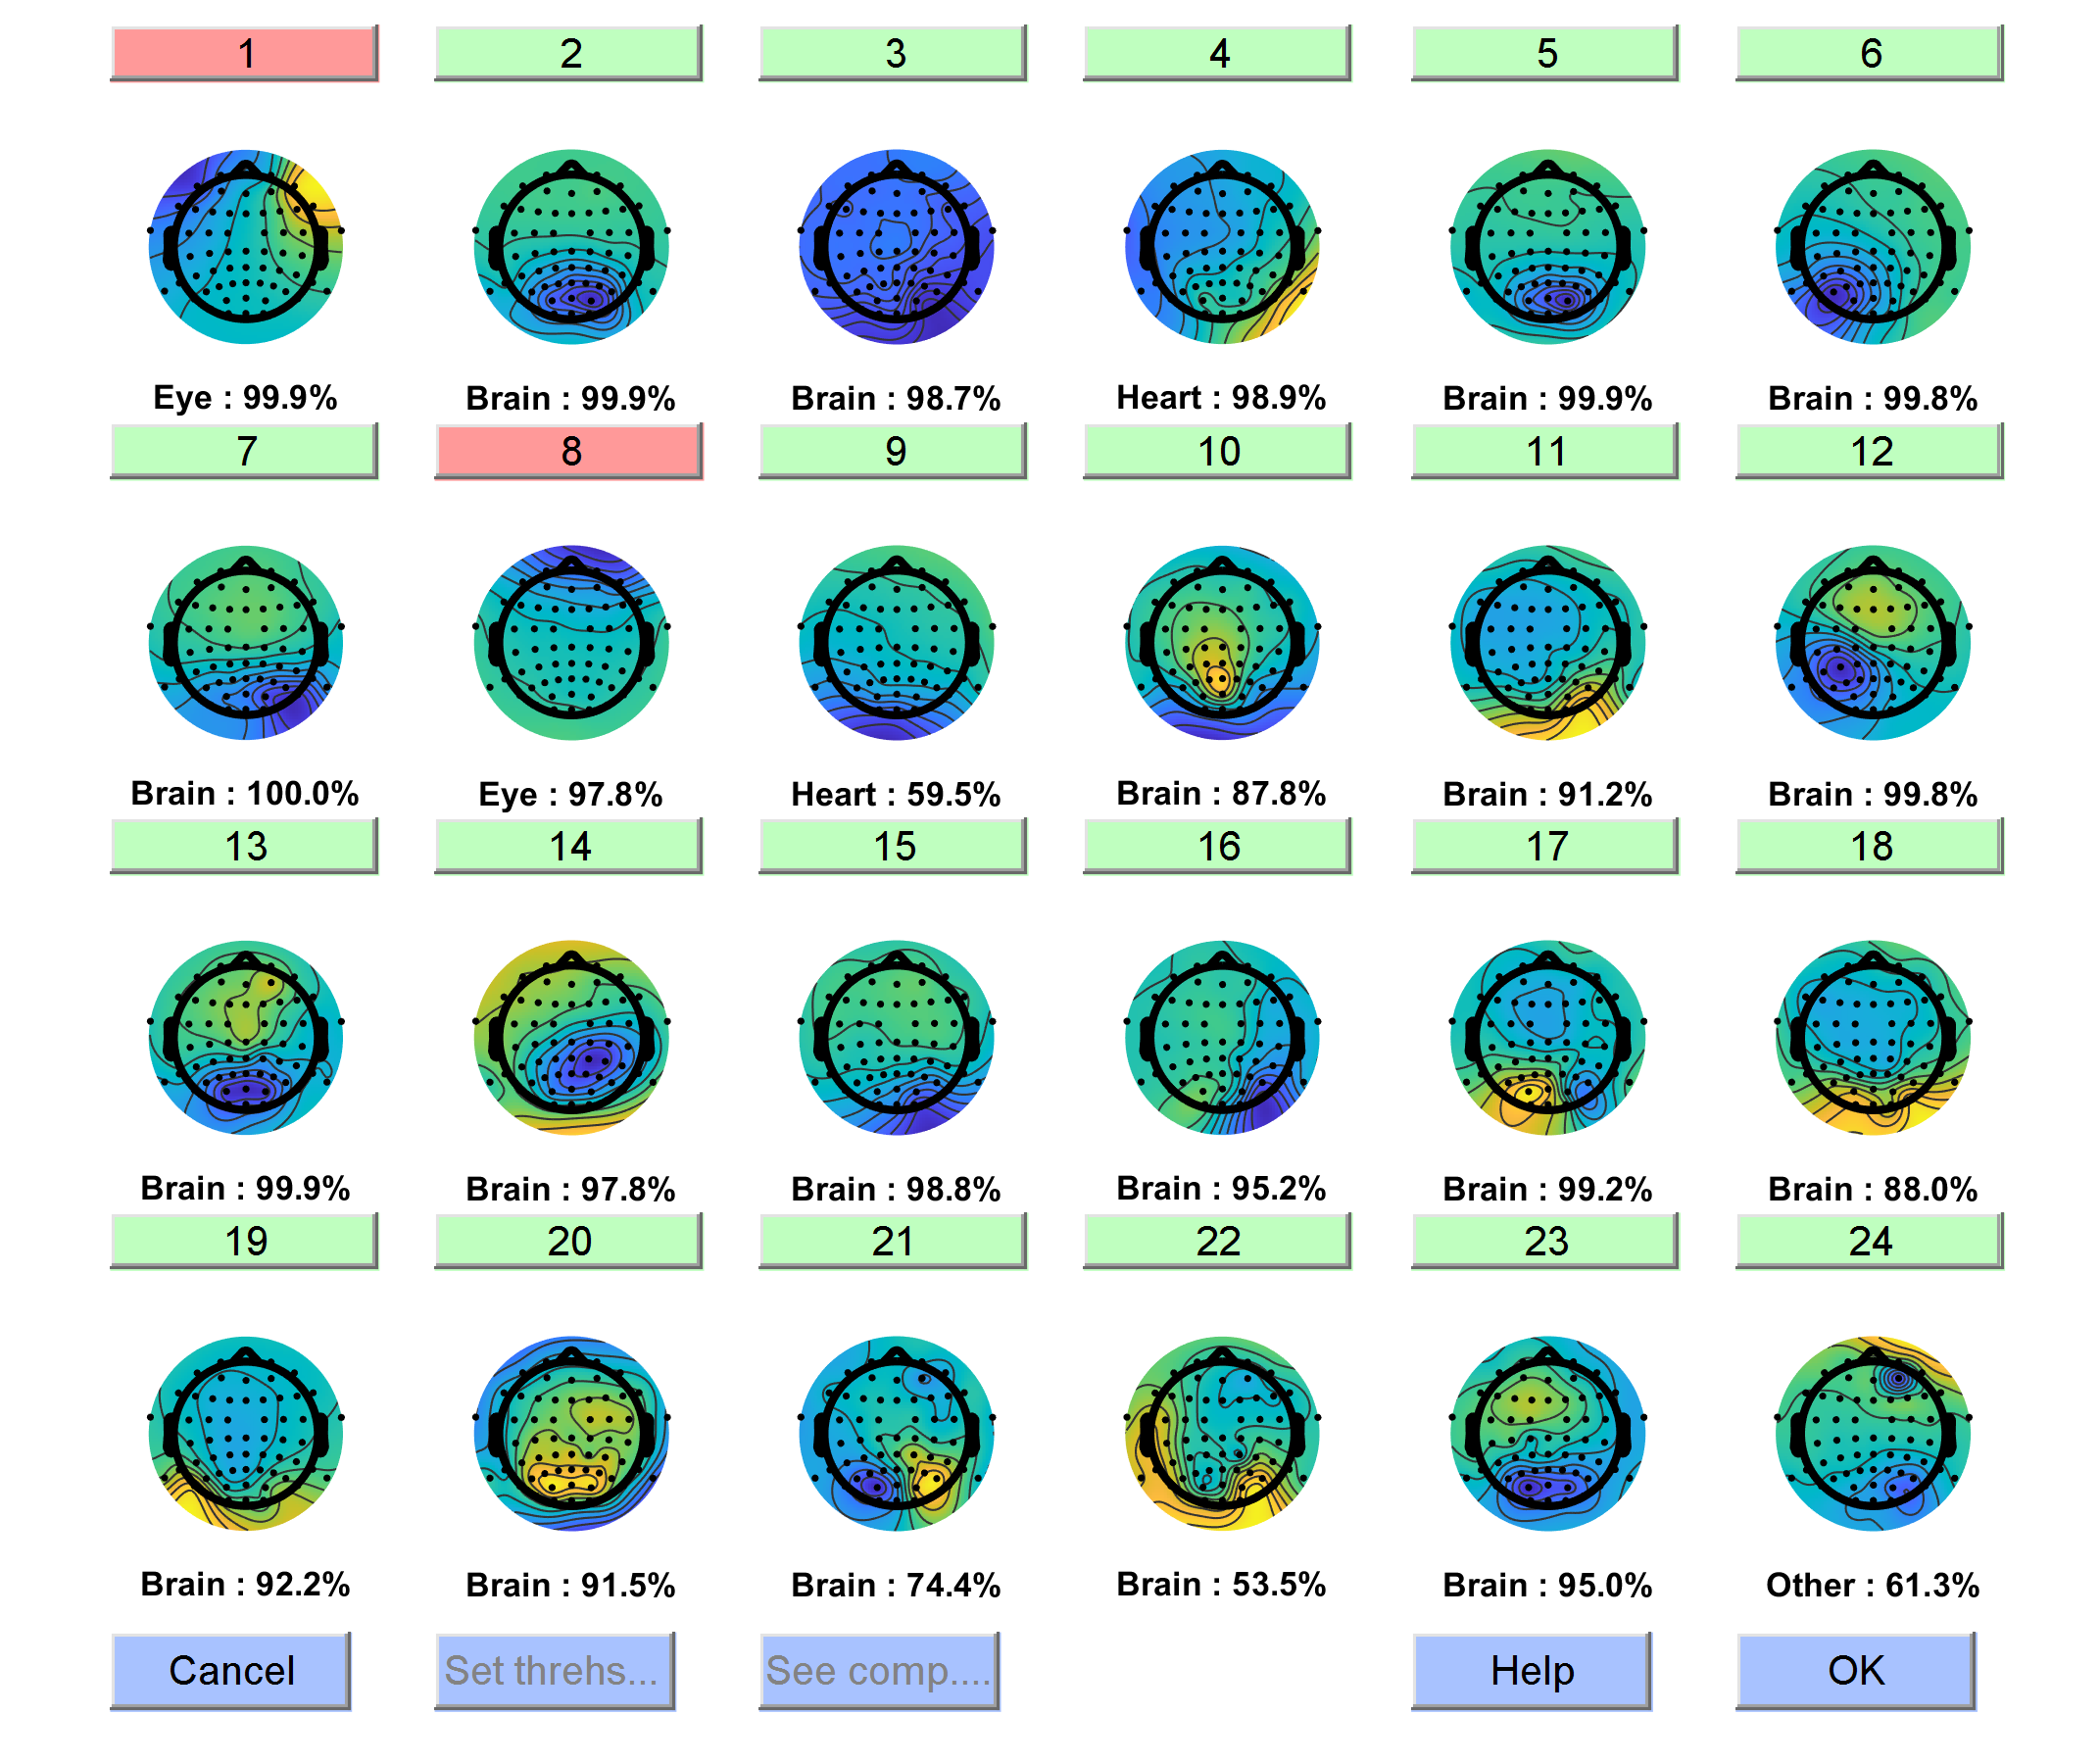 1 2 3 4 5 6
Eye : 99.9% Brain : 99.9% Brain : 98.7% Heart : 98.9% Brain : 99.9% Brain : 99.8%
7 8 9 10 11 12
Brain : 100.0% Eye : 97.8% Heart : 59.5% Brain : 87.8% Brain : 91.2% Brain : 99.8%
13 14 15 16 17 18
Brain : 99.9% Brain : 97.8% Brain : 98.8% Brain : 95.2% Brain : 99.2% Brain : 88.0%
19 20 21 22 23 24
Brain : 92.2% Brain : 91.5% Brain : 74.4% Brain : 53.5% Brain : 95.0% Other : 61.3%
Cancel Set threhs... See comp.... Help OK